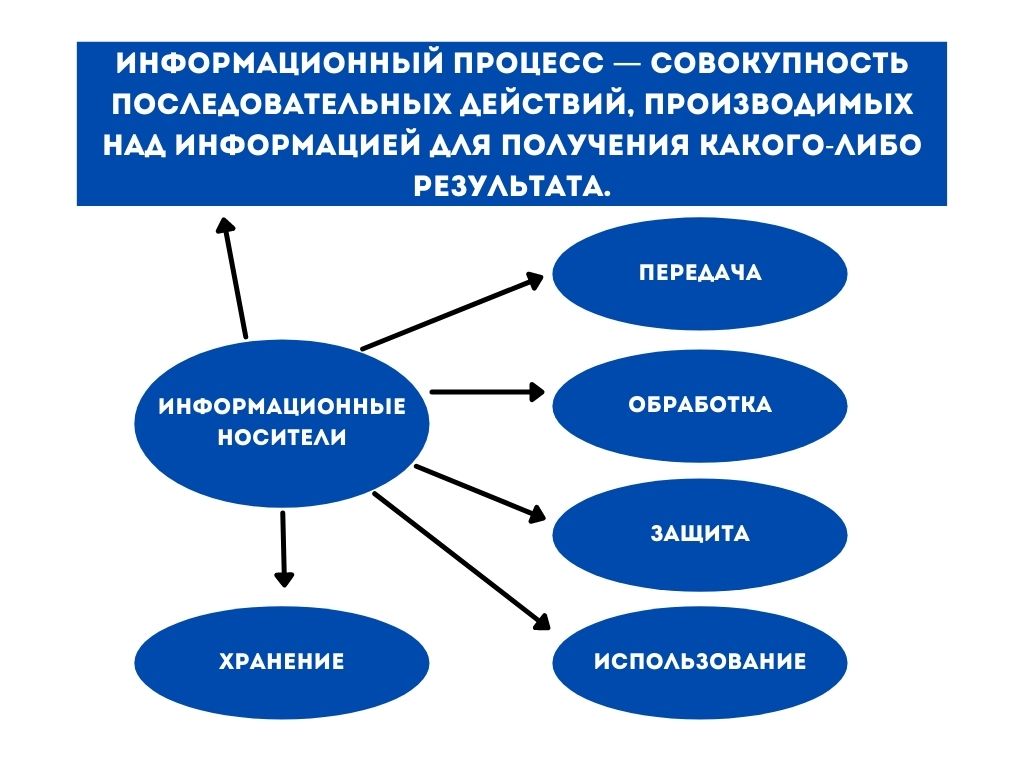 ИНФОРМАЦИОННЫЙ ПРОЦЕСС — СОВОКУПНОСТЬ
ПОСЛЕДОВАТЕЛЬНЫХ ДЕЙСТВИЙ, ПРОИЗВОДИМЫХ
НАД ИНФОРМАЦИЕЙ ДЛЯ ПОЛУЧЕНИЯ КАКОГО-ЛИБО
РЕЗУЛЬТАТА.
ПЕРЕДАЧА
ИНФОРМАЦИОННЫЕ
НОСИТЕЛИ
ОБРАБОТКА
ЗАЩИТА
ХРАНЕНИЕ
ИСПОЛЬЗОВАНИЕ